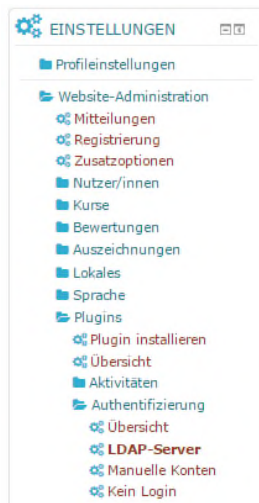 EINSTELLUNGEN
Profileinstellungen
Website-Administration
Mitteilungen
Registrierung
Zusatzoptionen
Nutzer/innen
Kurse
Bewertungen
Auszeichnungen
Lokales
Sprache
Plugins
Plugin installieren
Übersicht
Aktivitäten
Authentifizierung
Übersicht
LDAP-Server
Manuelle Konten
Kein Login